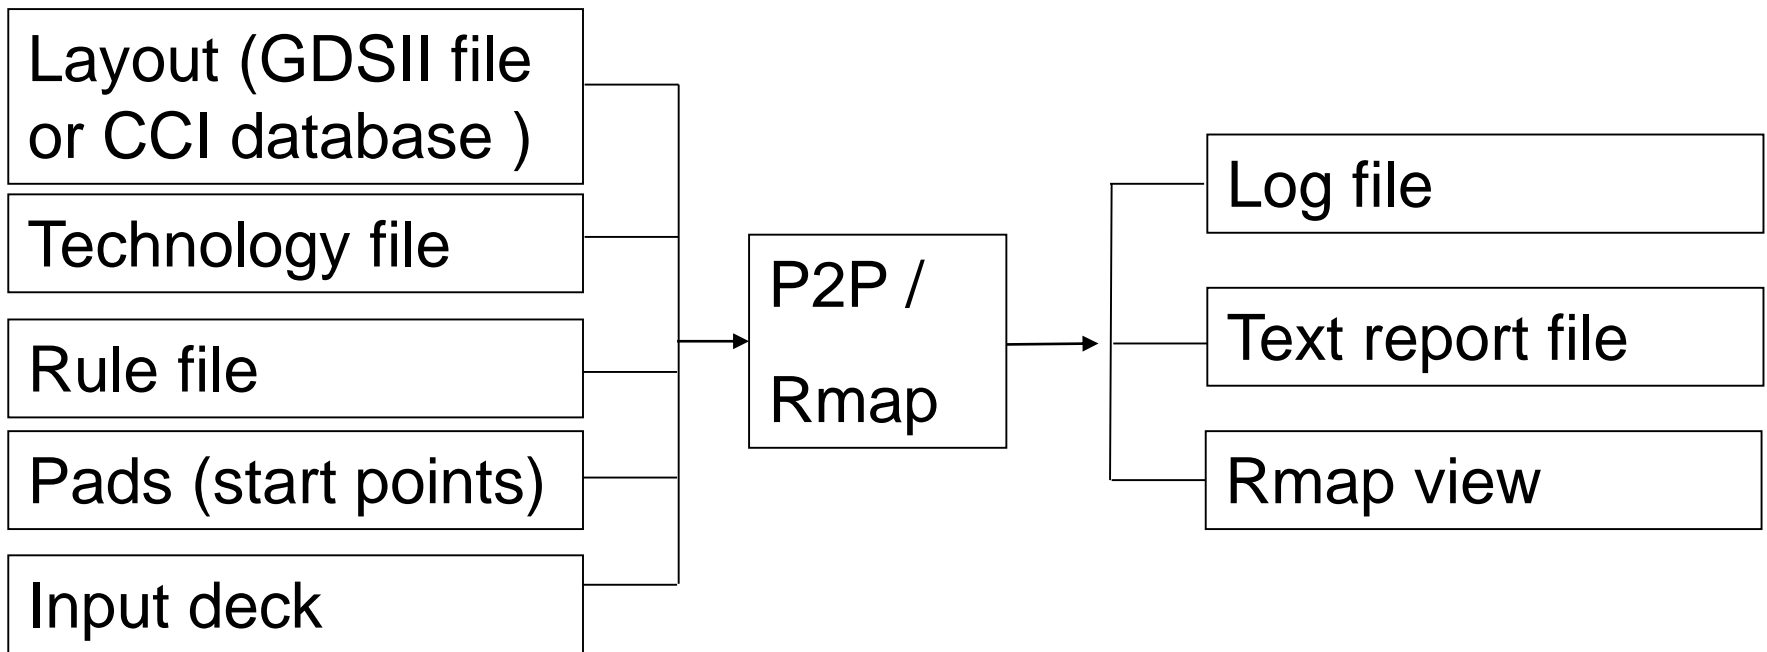 Layout (GDSII file
or CCI database )
Technology file
Rule file
Pads (start points)
Input deck
P2P /
Rmap
Log file
Text report file
Rmap view